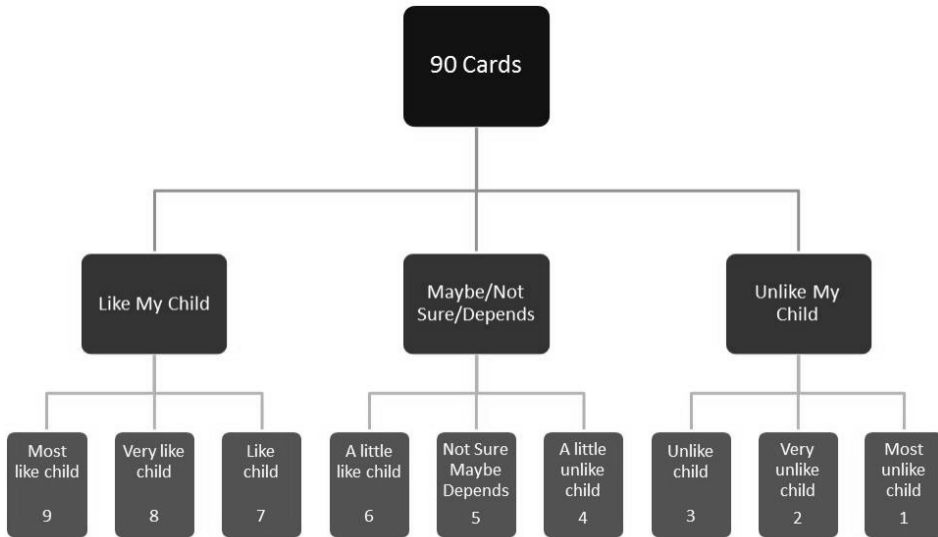 90 Cards
Like My Child
Maybe/Not
Sure/Depends
Unlike My
Child
Most
like child
9
Very like
child
8
Like
child
7
A little
like child
6
Not Sure
Maybe
Depends
5
A little
unlike
child
4
Unlike
child
3
Very
unlike
child
2
Most
unlike
child
1